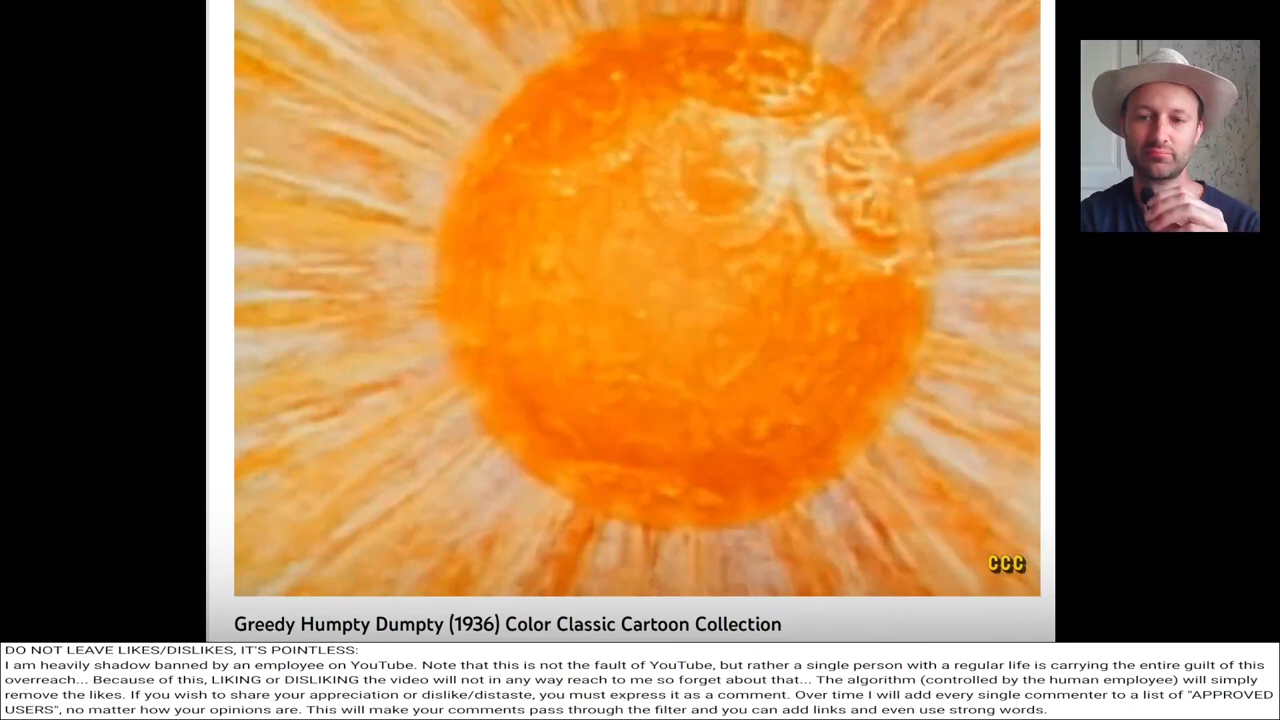 CCC
Greedy Humpty Dumpty (1936) Color Classic Cartoon Collection
DO NOT LEAVE LIKES/DISLIKES, IT'S POINTLESS:
I am heavily shadow banned by an employee on YouTube. Note that this is not the fault of YouTube, but rather a single person with a regular life is carrying the entire guilt of this
overreach... Because of this, LIKING or DISLIKING the video will not in any way reach to me so forget about that... The algorithm (controlled by the human employee) will simply
remove the likes. If you wish to share your appreciation or dislike/distaste, you must express it as a comment. Over time I will add every single commenter to a list of "APPROVED
USERS", no matter how your opinions are. This will make your comments pass through the filter and you can add links and even use strong words.